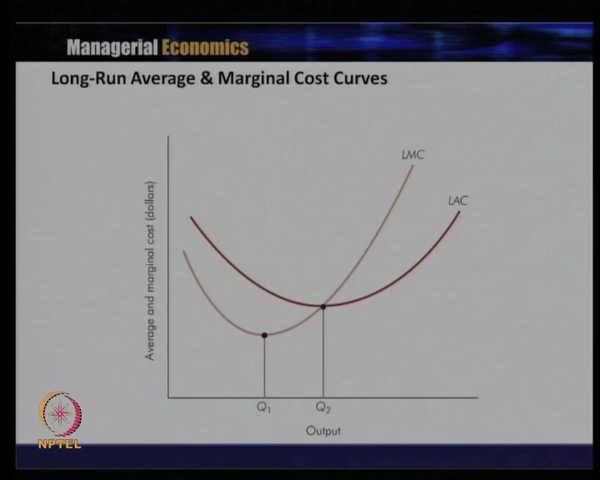 Managerial Economics
Long-Run Average & Marginal Cost Curves
LMC
LAC
Average and marginal cost (dollars)
Q1
Q2
Output
NPTEL